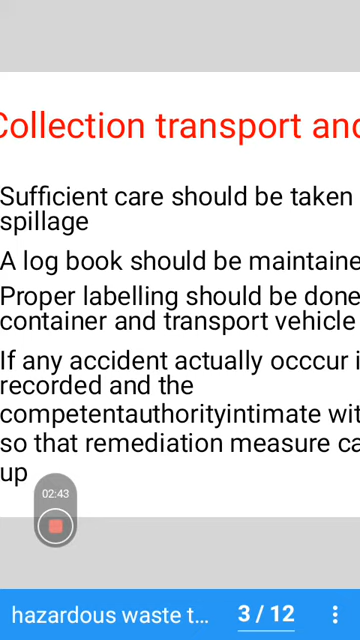 Collection transport and
Sufficient care should be taken
spillage
A log book should be maintaine
Proper labelling should be done
container and transport vehicle
If any accident actually occcur i
recorded and the
competentauthorityintimate wit
so that remediation measure ca
up
02:43
hazardous waste t...
3 / 12